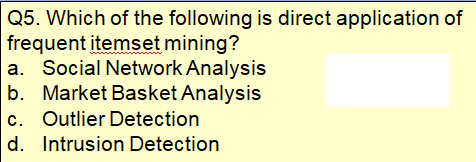 Q5. Which of the following is direct application of
frequent itemset mining?
a. Social Network Analysis
b. Market Basket Analysis
c. Outlier Detection
d. Intrusion Detection